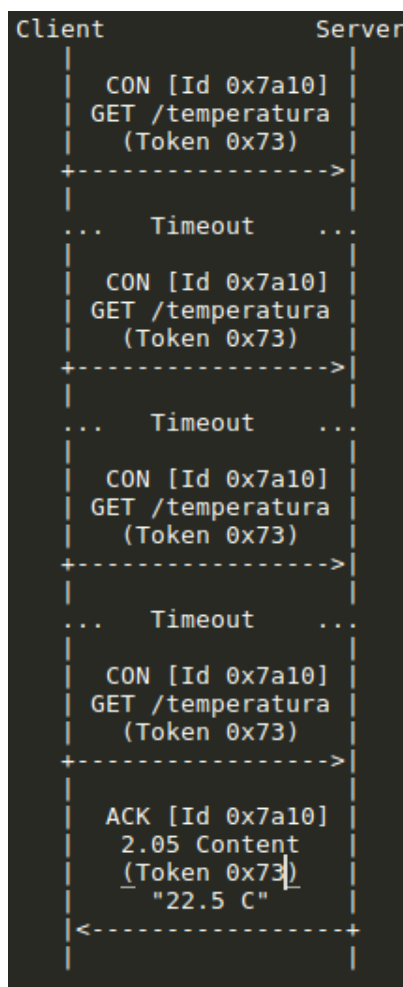 Client Server
CON [Id 0x7a10]
GET /temperatura
(Token 0x73)
... Timeout ...
CON [Id 0x7a10]
GET /temperatura
(Token 0x73)
... Timeout ...
CON [Id 0x7a10]
GET /temperatura
(Token 0x73)
... Timeout ...
CON [Id 0x7a10]
GET /temperatura
(Token 0x73)
ACK [Id 0x7a10]
2.05 Content
(Token 0x73)
"22.5 C"